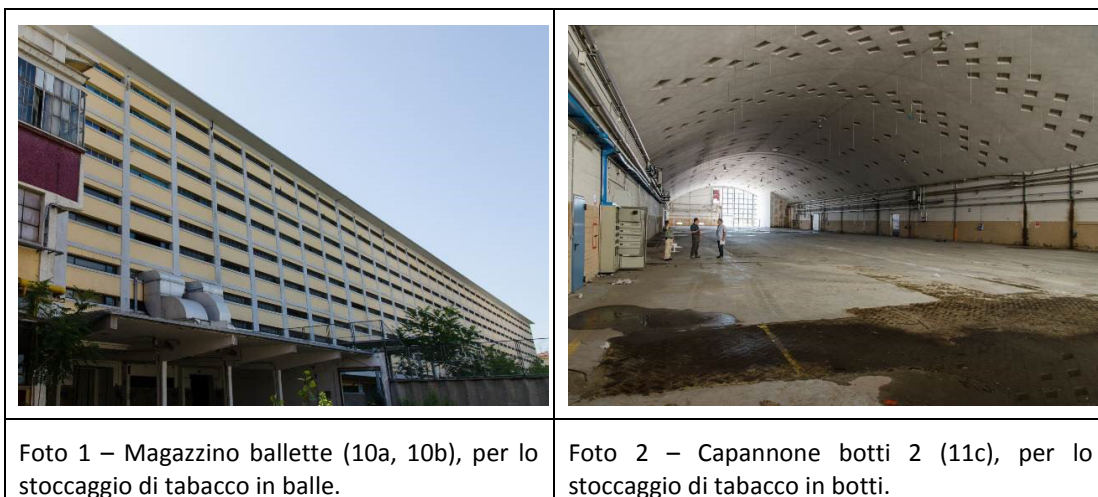 Foto 1 – Magazzino ballette (10a, 10b), per lo
stoccaggio di tabacco in balle.
Foto 2 – Capannone botti 2 (11c), per lo
stoccaggio di tabacco in botti.